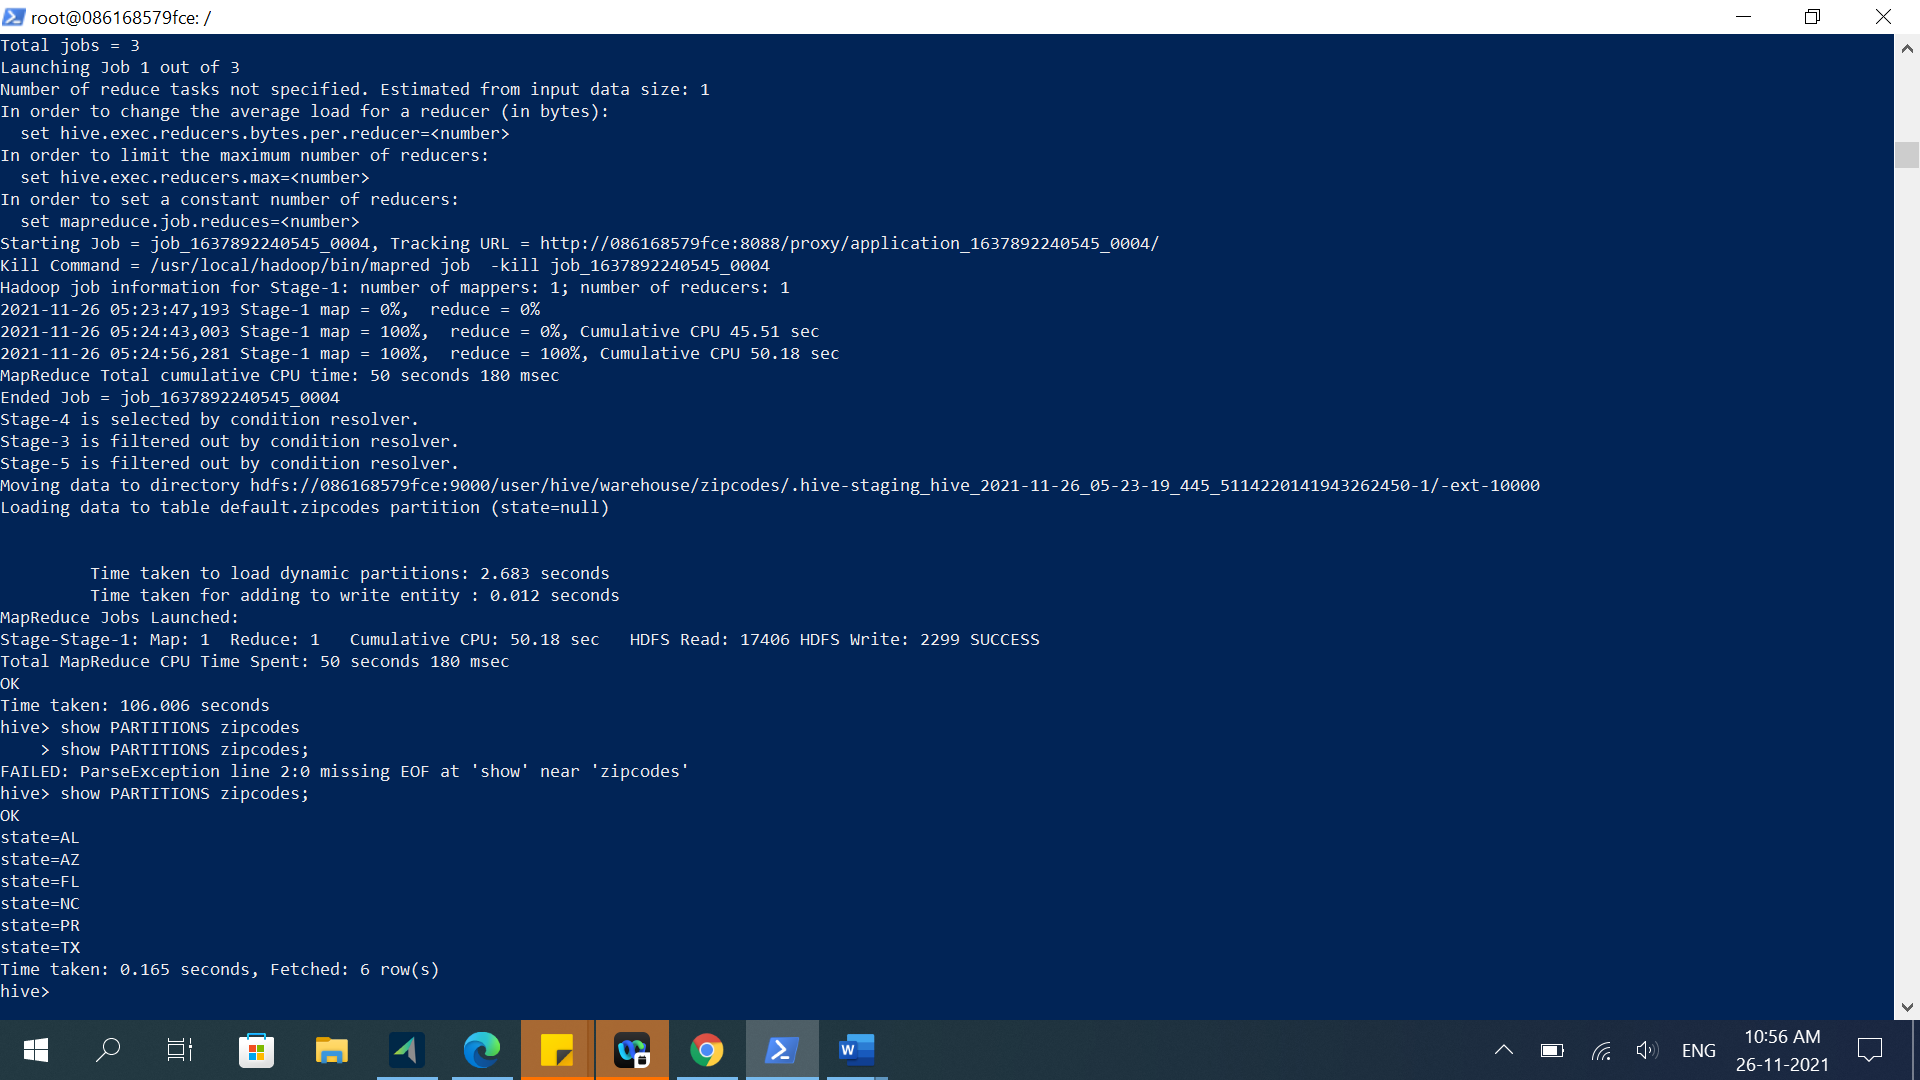 root@086168579fce: /
Total jobs = 3
Launching Job 1 out of 3
Number of reduce tasks not specified. Estimated from input data size: 1
In order to change the average load for a reducer (in bytes):
  set hive.exec.reducers.bytes.per.reducer=<number>
In order to limit the maximum number of reducers:
  set hive.exec.reducers.max=<number>
In order to set a constant number of reducers:
  set mapreduce.job.reduces=<number>
Starting Job = job_1637892240545_0004, Tracking URL = http://086168579fce:8088/proxy/application_1637892240545_0004/
Kill Command = /usr/local/hadoop/bin/mapred job  -kill job_1637892240545_0004
Hadoop job information for Stage-1: number of mappers: 1; number of reducers: 1
2021-11-26 05:23:47,193 Stage-1 map = 0%,  reduce = 0%
2021-11-26 05:24:43,003 Stage-1 map = 100%,  reduce = 0%, Cumulative CPU 45.51 sec
2021-11-26 05:24:56,281 Stage-1 map = 100%,  reduce = 100%, Cumulative CPU 50.18 sec
MapReduce Total cumulative CPU time: 50 seconds 180 msec
Ended Job = job_1637892240545_0004
Stage-4 is selected by condition resolver.
Stage-3 is filtered out by condition resolver.
Stage-5 is filtered out by condition resolver.
Moving data to directory hdfs://086168579fce:9000/user/hive/warehouse/zipcodes/.hive-staging_hive_2021-11-26_05-23-19_445_5114220141943262450-1/-ext-10000
Loading data to table default.zipcodes partition (state=null)
         Time taken to load dynamic partitions: 2.683 seconds
         Time taken for adding to write entity : 0.012 seconds
MapReduce Jobs Launched:
Stage-Stage-1: Map: 1  Reduce: 1   Cumulative CPU: 50.18 sec   HDFS Read: 17406 HDFS Write: 2299 SUCCESS
Total MapReduce CPU Time Spent: 50 seconds 180 msec
OK
Time taken: 106.006 seconds
hive> show PARTITIONS zipcodes
    > show PARTITIONS zipcodes;
FAILED: ParseException line 2:0 missing EOF at 'show' near 'zipcodes'
hive> show PARTITIONS zipcodes;
OK
state=AL
state=AZ
state=FL
state=NC
state=PR
state=TX
Time taken: 0.165 seconds, Fetched: 6 row(s)
hive>
ENG
10:56 AM
26-11-2021